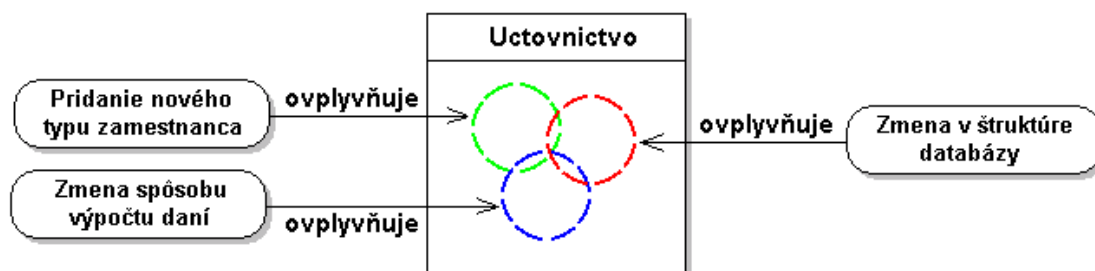 Uctovnictvo
Pridanie nového
typu zamestnanca
ovplyvňuje
ovplyvňuje
Zmena v štruktúre
databázy
Zmena spôsobu
výpočtu daní
ovplyvňuje